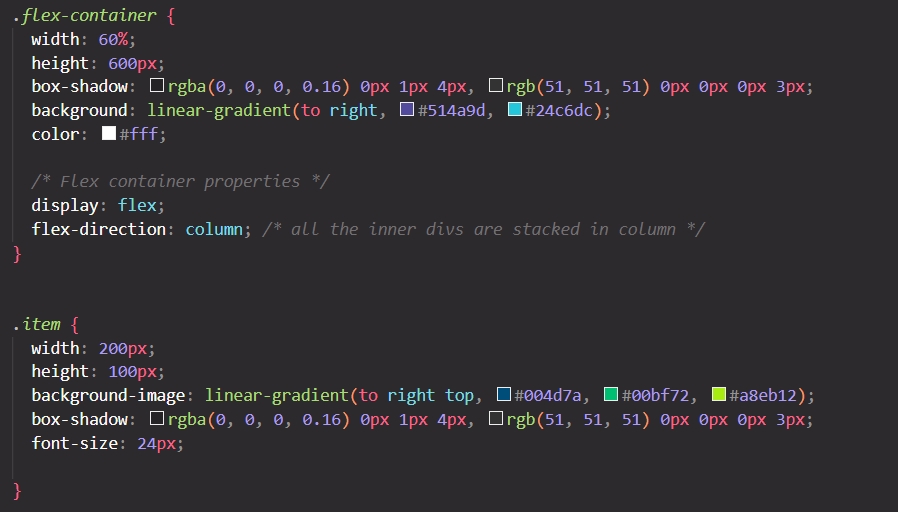 .flex-container {
  width: 60%;
  height: 600px;
  box-shadow: rgba(0, 0, 0, 0.16) 0px 1px 4px, rgb(51, 51, 51) 0px 0px 0px 3px;
  background: linear-gradient(to right, #514a9d, #24c6dc);
  color: #fff;

  /* Flex container properties */
  display: flex;
  flex-direction: column; /* all the inner divs are stacked in column */
}

.item {
  width: 200px;
  height: 100px;
  background-image: linear-gradient(to right top, #004d7a, #00bf72, #a8eb12);
  box-shadow: rgba(0, 0, 0, 0.16) 0px 1px 4px, rgb(51, 51, 51) 0px 0px 0px 3px;
  font-size: 24px;

}